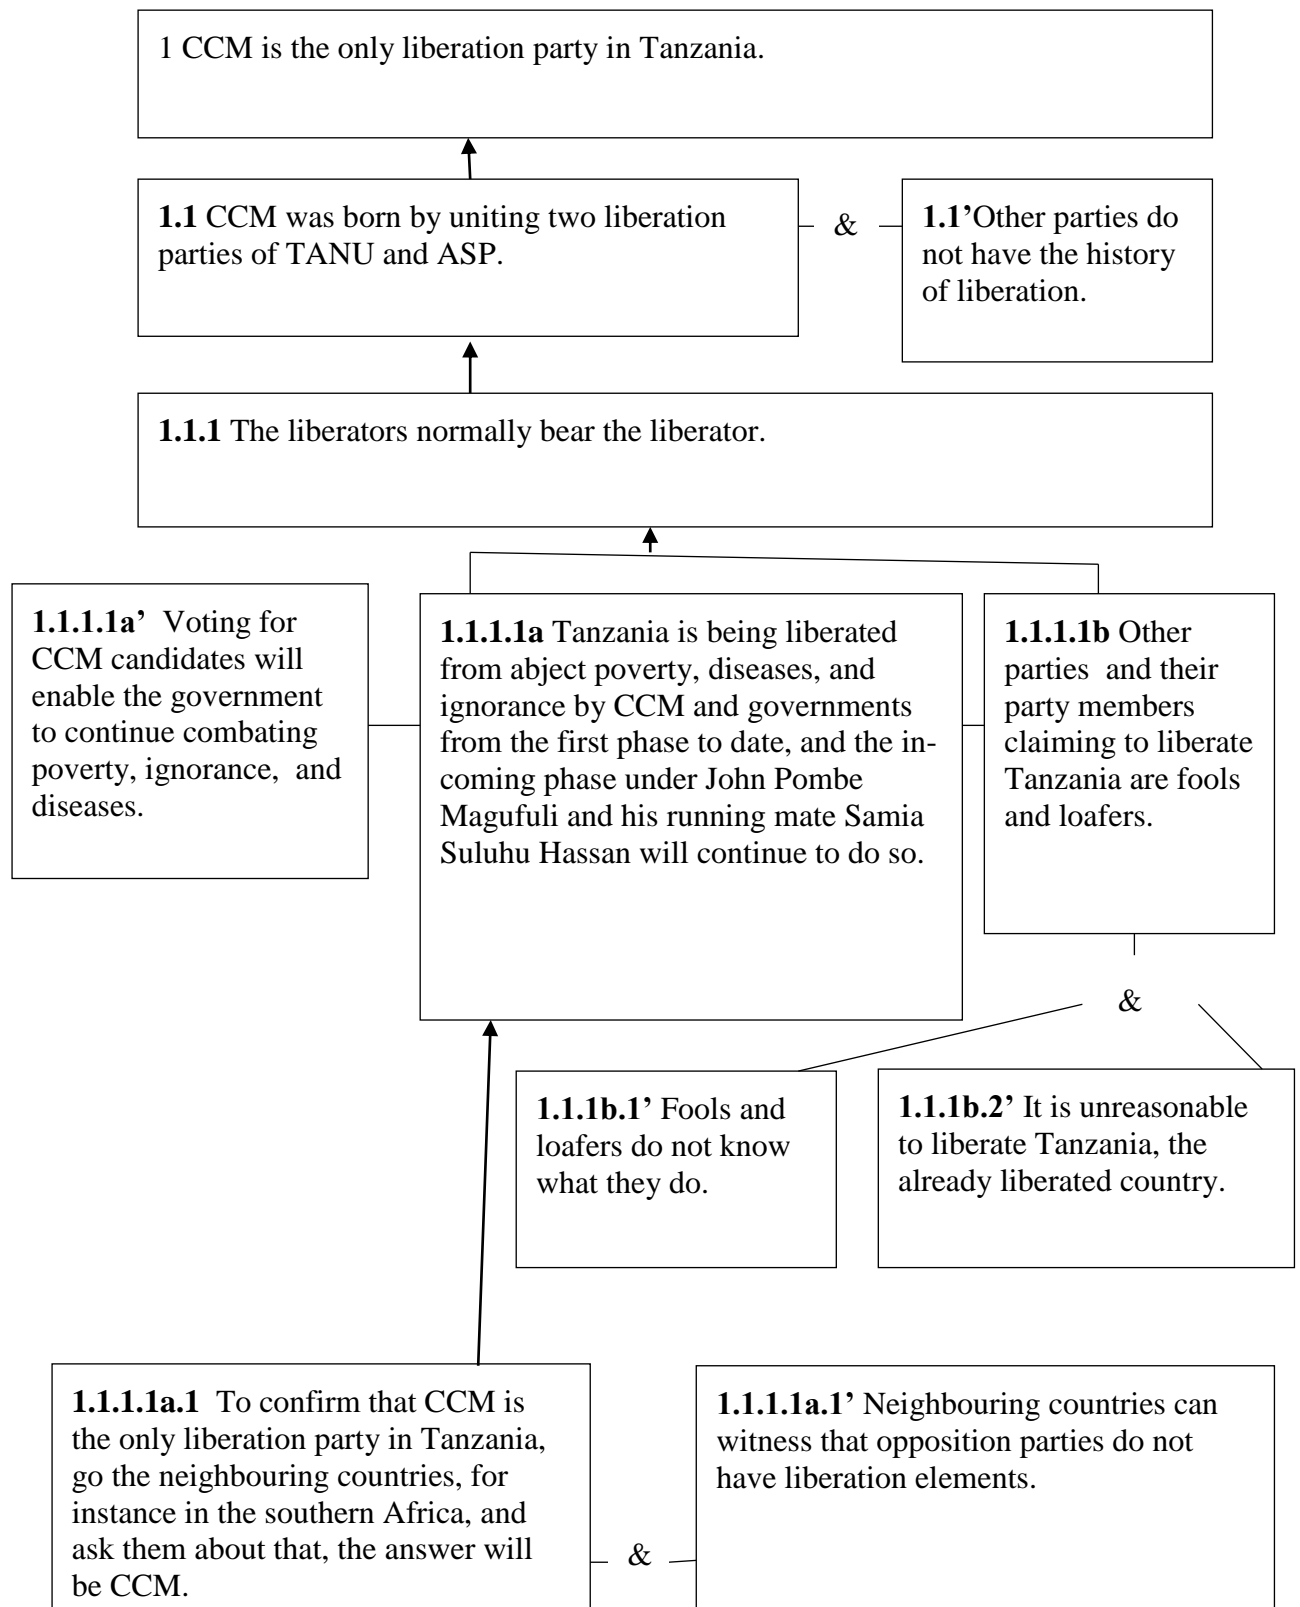 1 CCM is the only liberation party in Tanzania.
1.1 CCM was born by uniting two liberation
parties of TANU and ASP.
&
1.1’Other parties do
not have the history
of liberation.
1.1.1 The liberators normally bear the liberator.
1.1.1.1a’ Voting for
CCM candidates will
enable the government
to continue combating
poverty, ignorance, and
diseases.
1.1.1.1a Tanzania is being liberated
from abject poverty, diseases, and
ignorance by CCM and governments
from the first phase to date, and the in-
coming phase under John Pombe
Magufuli and his running mate Samia
Suluhu Hassan will continue to do so.
1.1.1.1b Other
parties and their
party members
claiming to liberate
Tanzania are fools
and loafers.
&
1.1.1b.1’ Fools and
loafers do not know
what they do.
1.1.1b.2’ It is unreasonable
to liberate Tanzania, the
already liberated country.
1.1.1.1a.1 To confirm that CCM is
the only liberation party in Tanzania,
go the neighbouring countries, for
instance in the southern Africa, and
ask them about that, the answer will
be CCM.
&
1.1.1.1a.1’ Neighbouring countries can
witness that opposition parties do not
have liberation elements.